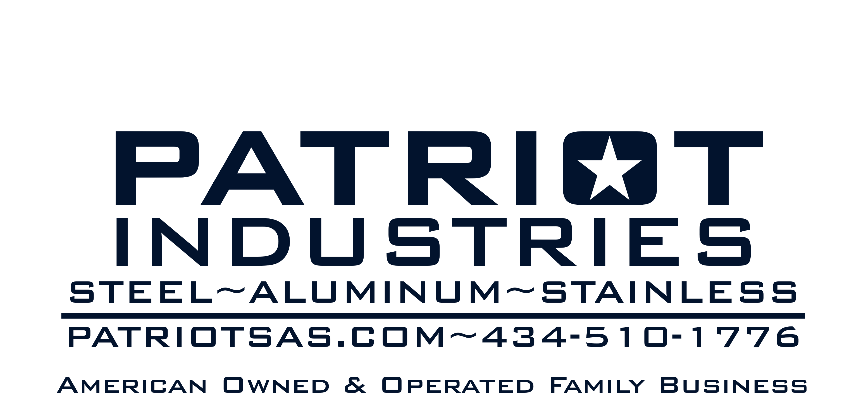 PATRIOT
INDUSTRIES
STEEL~ALUMINUM~STAINLESS
PATRIOTSAS.COM~434-510-1776
AMERICAN OWNED & OPERATED FAMILY BUSINESS